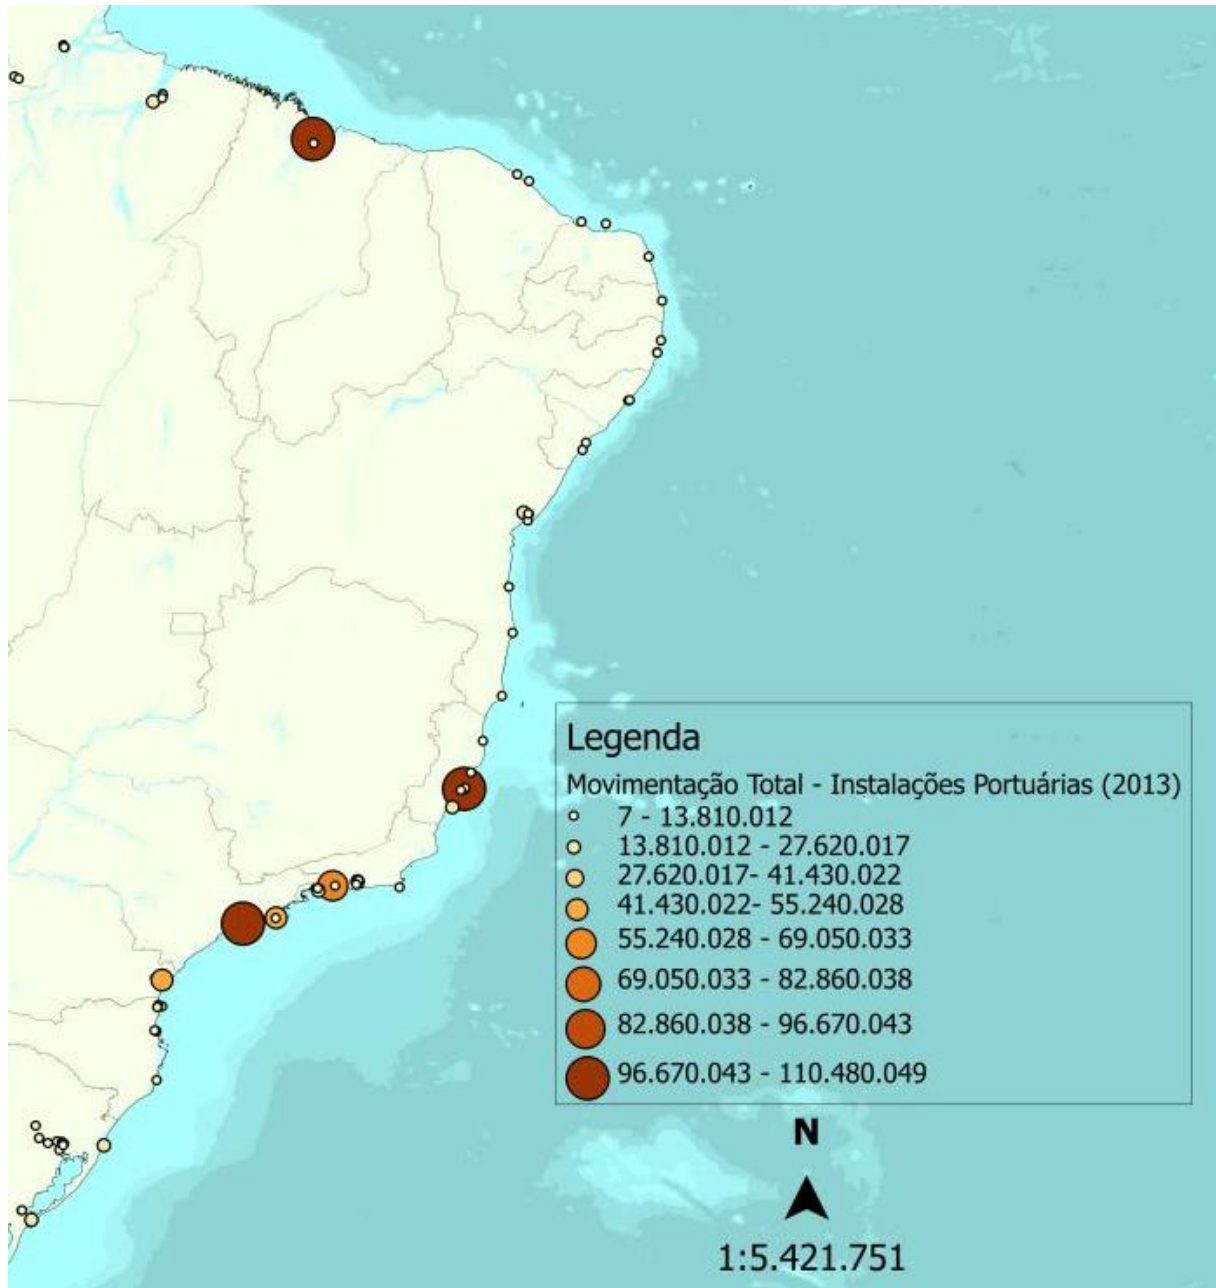 Legenda
Movimentação Total - Instalações Portuárias (2013)
7 - 13.810.012
13.810.012 - 27.620.017
27.620.017- 41.430.022
41.430.022- 55.240.028
55.240.028 - 69.050.033
69.050.033 - 82.860.038
82.860.038 - 96.670.043
96.670.043 - 110.480.049
N
1:5.421.751